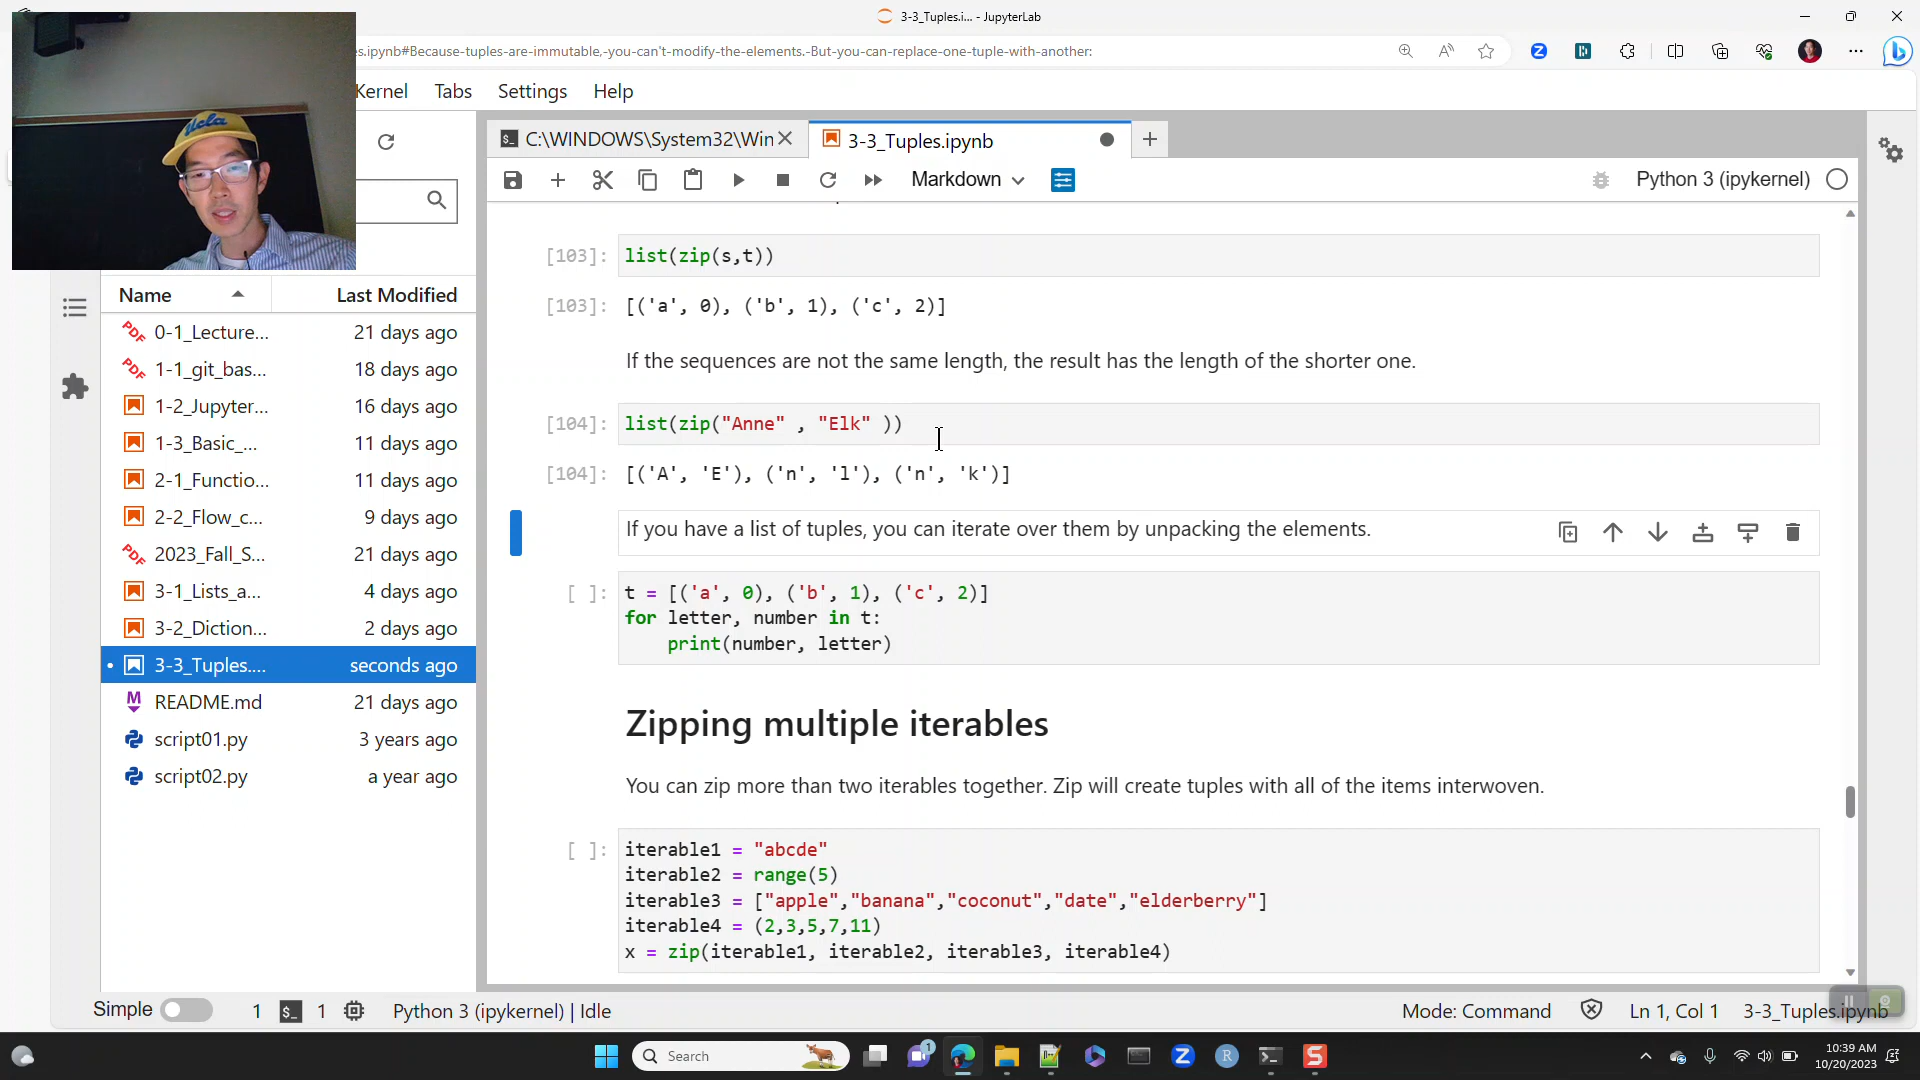 3-3_Tuples.i... - JupyterLab
es.ipynb#Because-tuples-are-immutable,-you-can't-modify-the-elements.-But-you-can-replace-one-tuple-with-another:
Kernel Tabs Settings Help
Ucla
C:\WINDOWS\System32\Win
3-3_Tuples.ipynb
Markdown
Python 3 (ipykernel)
Name Last Modified
0-1_Lecture... 21 days ago
1-1_git_bas... 18 days ago
1-2_Jupyter... 16 days ago
1-3_Basic_... 11 days ago
2-1_Functio... 11 days ago
2-2_Flow_c... 9 days ago
2023_Fall_S... 21 days ago
3-1_Lists_a... 4 days ago
3-2_Diction... 2 days ago
3-3_Tuples.... seconds ago
README.md 21 days ago
script01.py 3 years ago
script02.py a year ago
[103]: list(zip(s,t))
[103]: [('a', 0), ('b', 1), ('c', 2)]
If the sequences are not the same length, the result has the length of the shorter one.
[104]: list(zip("Anne" , "Elk" ))
[104]: [('A', 'E'), ('n', 'l'), ('n', 'k')]
If you have a list of tuples, you can iterate over them by unpacking the elements.
[ ]: t = [('a', 0), ('b', 1), ('c', 2)]
for letter, number in t:
print(number, letter)
Zipping multiple iterables
You can zip more than two iterables together. Zip will create tuples with all of the items interwoven.
[ ]: iterable1 = "abcde"
iterable2 = range(5)
iterable3 = ["apple","banana","coconut","date","elderberry"]
iterable4 = (2,3,5,7,11)
x = zip(iterable1, iterable2, iterable3, iterable4)
Simple 1 1 Python 3 (ipykernel) | Idle Mode: Command Ln 1, Col 1 3-3_Tuples.ipynb
Search
1
10:39 AM
10/20/2023